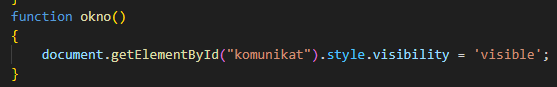 }
function okno()
{
    document.getElementById("komunikat").style.visibility = 'visible';
}